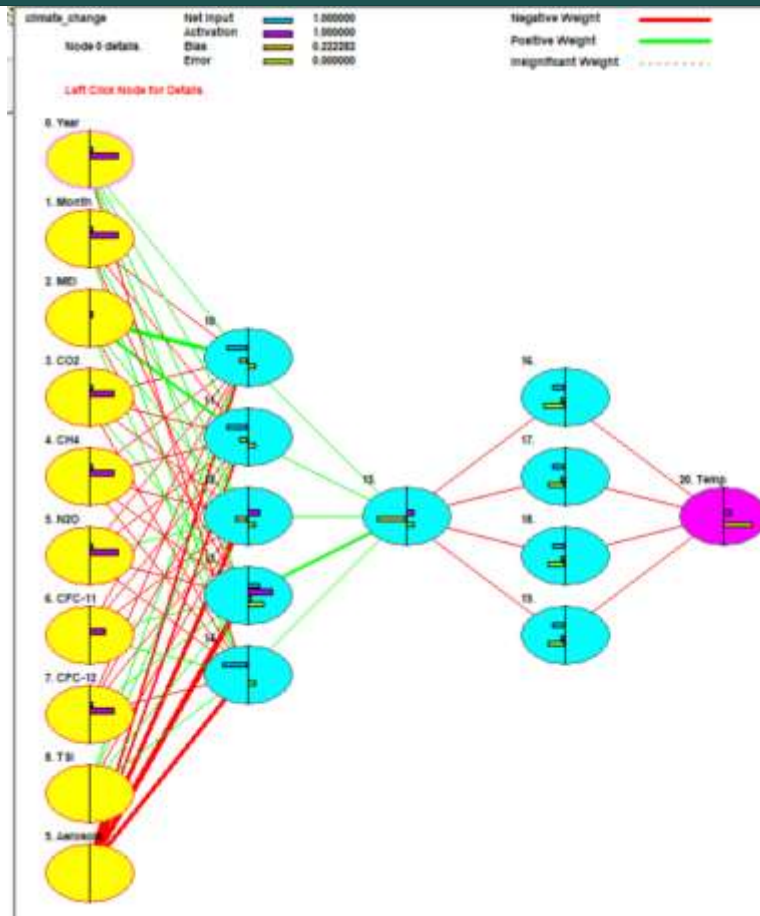 climate_change
Net Input 1.000000
Activation 1.000000
Node 0 details. Bias 0.232283
Error 0.000000
Negative Weight
Positive Weight
Insignificant Weight
Left Click Node for Details
0. Year
1. Month
2. MEI
3. CO2
4. CH4
5. N2O
6. CFC-11
7. CFC-12
8. TSI
9. Aerosols
10.
11.
14.
16.
17.
18.
19.
20. Temp